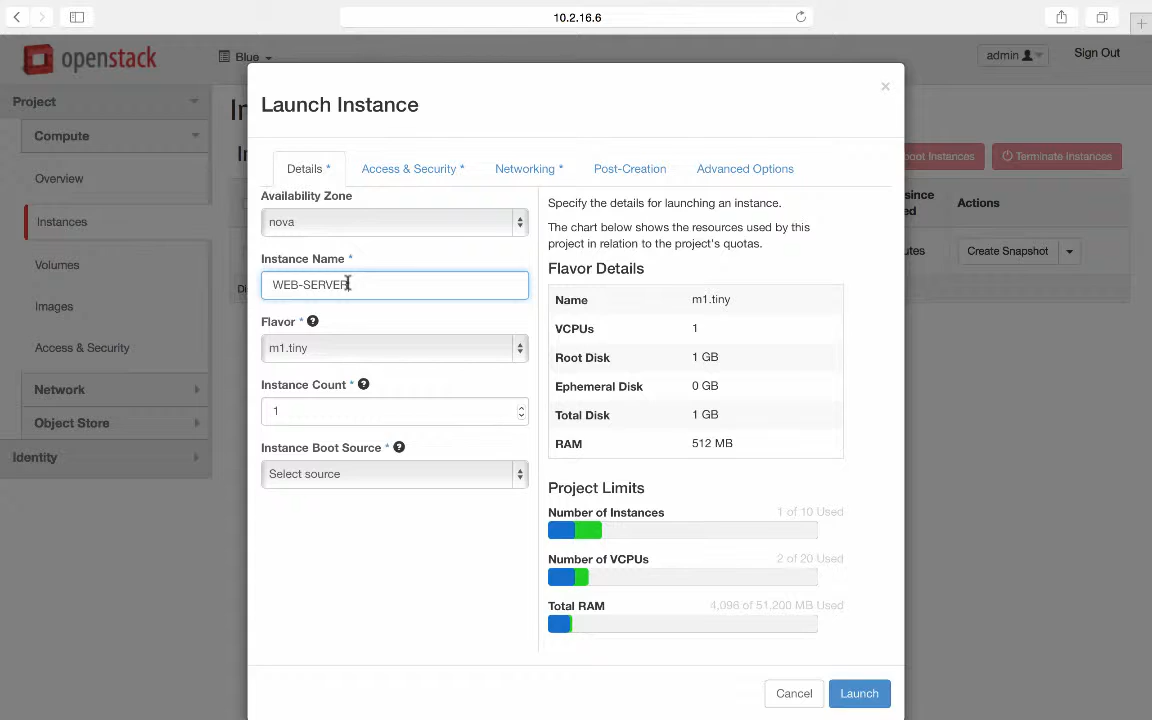 10.2.16.6
openstack
Blue
admin
Sign Out
Project
Compute
Overview
Instances
Volumes
Images
Access & Security
Network
Object Store
Identity
Launch Instance
×
Details *
Access & Security *
Networking *
Post-Creation
Advanced Options
Availability Zone
nova
Instance Name *
WEB-SERVER
Flavor *
m1.tiny
Instance Count *
1
Instance Boot Source *
Select source
Specify the details for launching an instance.
The chart below shows the resources used by this
project in relation to the project's quotas.
Flavor Details
Name m1.tiny
VCPUs 1
Root Disk 1 GB
Ephemeral Disk 0 GB
Total Disk 1 GB
RAM 512 MB
Project Limits
Number of Instances 1 of 10 Used
Number of VCPUs 2 of 20 Used
Total RAM 4,096 of 51,200 MB Used
Cancel
Launch
Instances
Terminate Instances
Actions
Create Snapshot